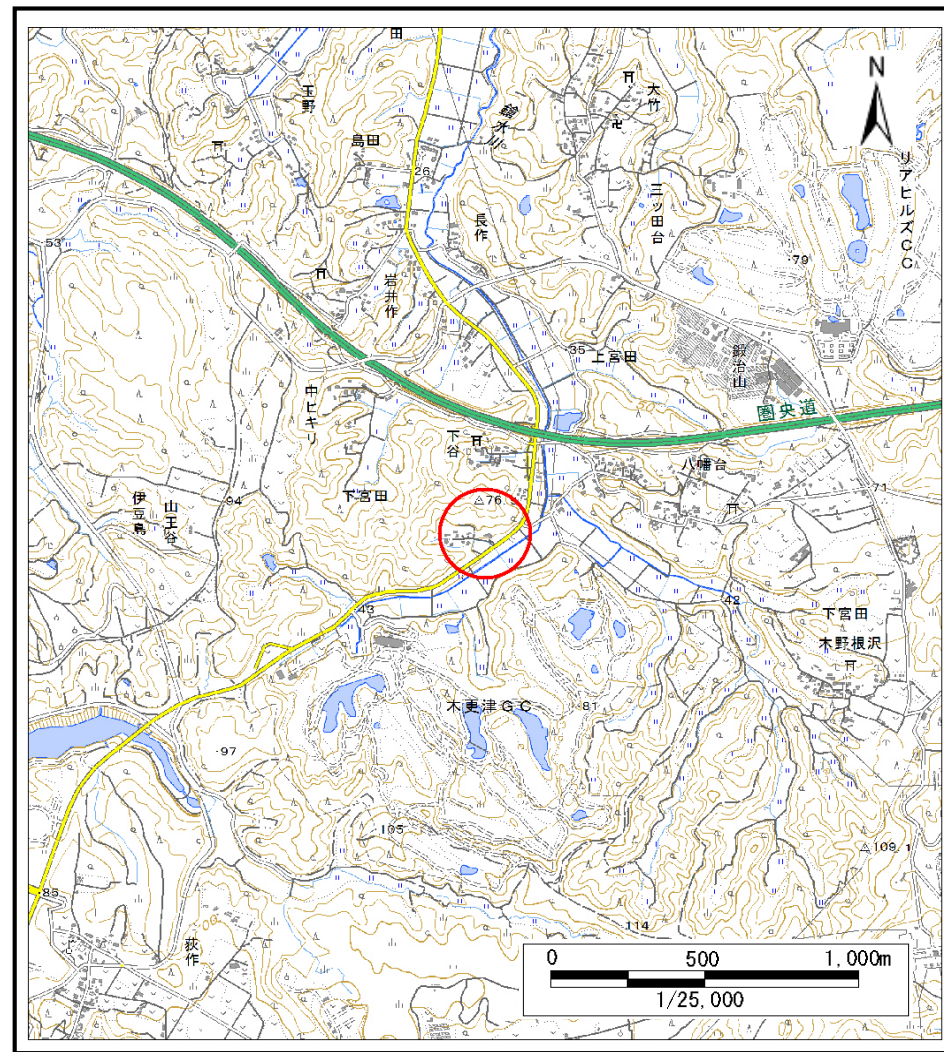 田
N
玉野
島田
26
鎗水川
大竹
三ッ田台
リアヒルズCC
長作
53
79
岩井作
35
上宮田
鍛冶山
圏央道
中ヒキリ
下谷
八幡台
71
下宮田
94
山王谷
伊豆島
△76.
43
42
下宮田
木野根沢
木更津GC
81
97
105
△109.1
85
114
荻作
0 500 1,000m
1/25,000